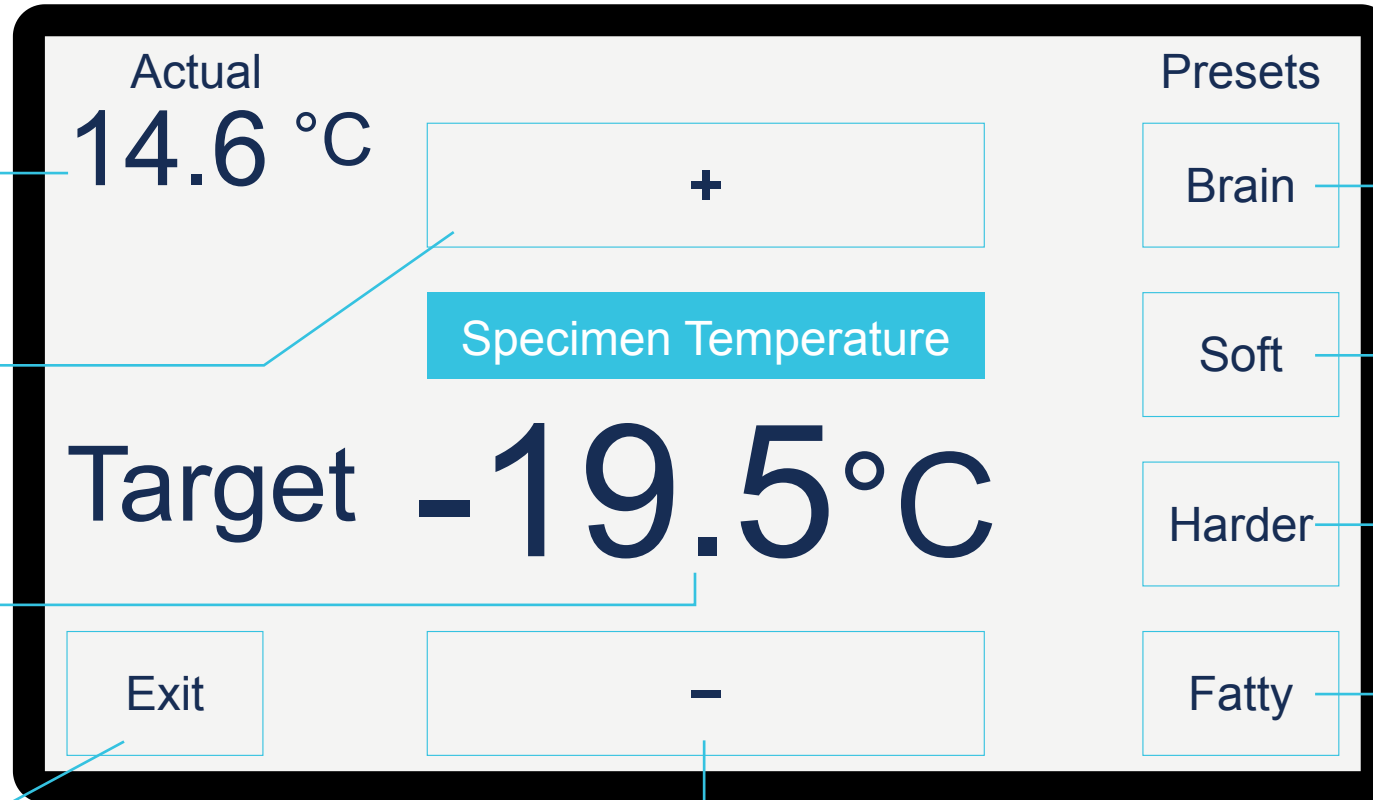 Actual
14.6 °C
Presets
+
Brain
Specimen Temperature
Soft
Target -19.5°C
Harder
Exit
-
Fatty